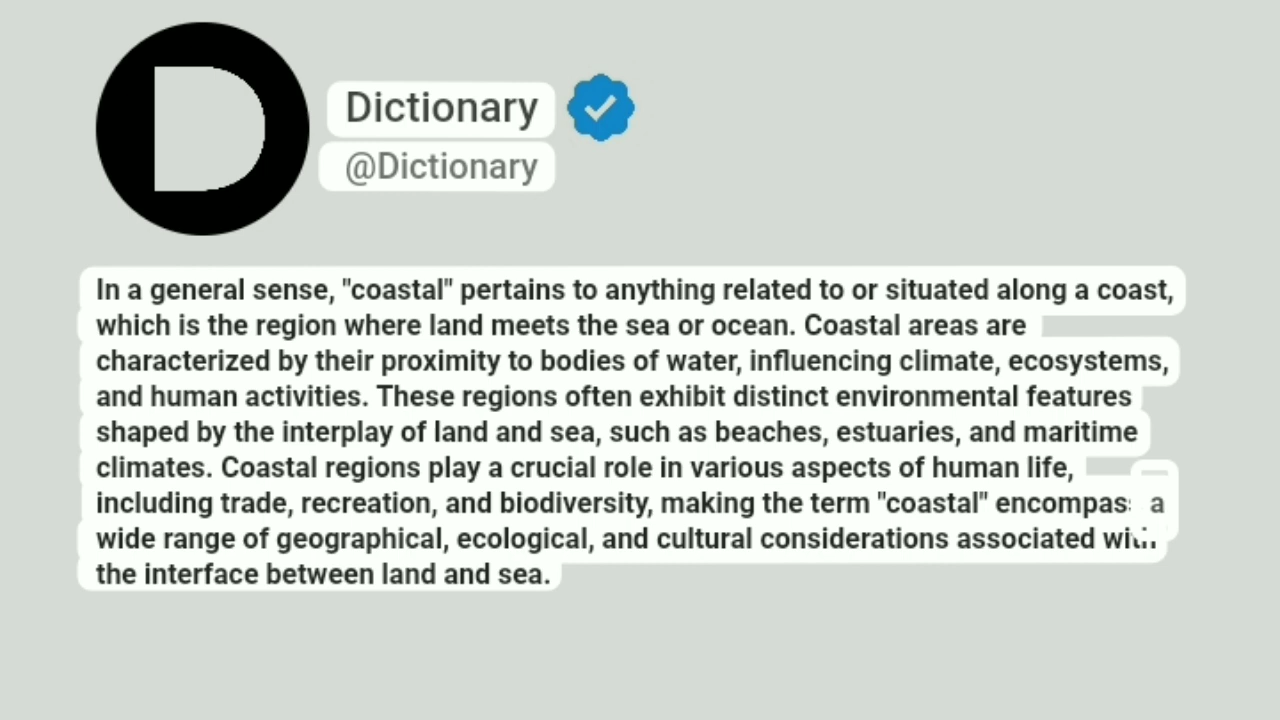 Dictionary
@Dictionary
In a general sense, "coastal" pertains to anything related to or situated along a coast,
which is the region where land meets the sea or ocean. Coastal areas are
characterized by their proximity to bodies of water, influencing climate, ecosystems,
and human activities. These regions often exhibit distinct environmental features
shaped by the interplay of land and sea, such as beaches, estuaries, and maritime
climates. Coastal regions play a crucial role in various aspects of human life,
including trade, recreation, and biodiversity, making the term "coastal" encompass a
wide range of geographical, ecological, and cultural considerations associated with
the interface between land and sea.